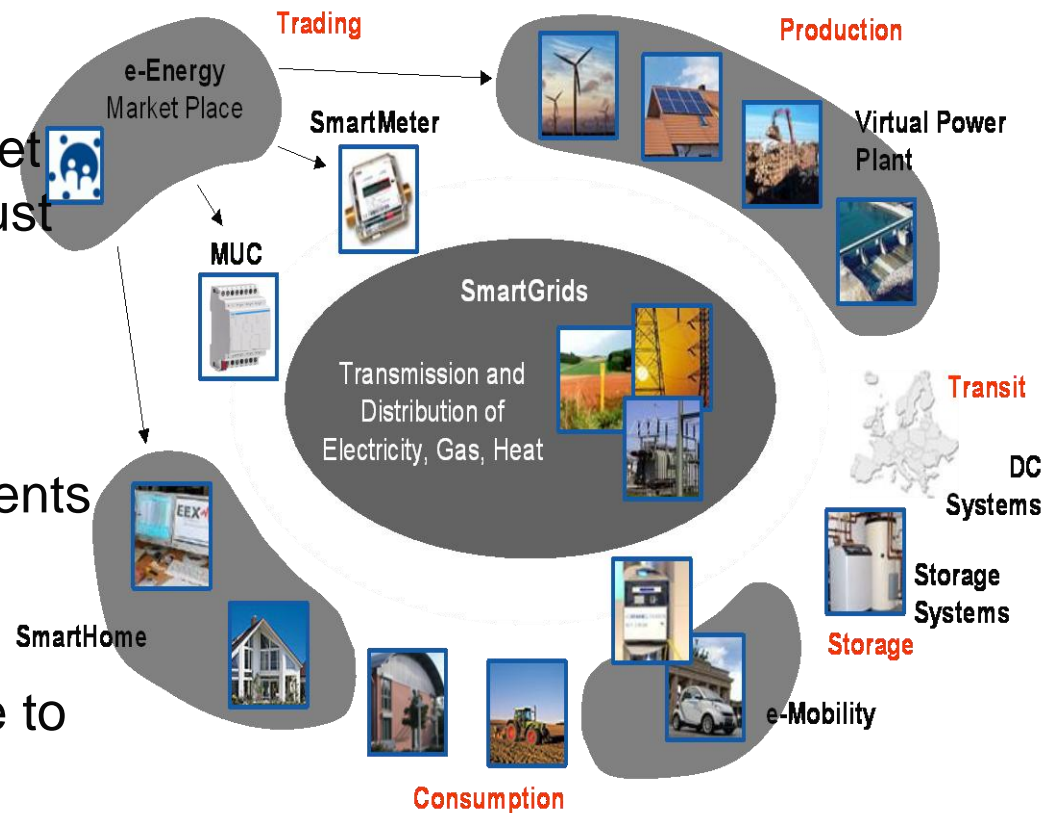 Trading
Production
e-Energy
Market Place
SmartMeter
Virtual Power
Plant
et
ust
MUC
SmartGrids
Transmission and
Distribution of
Electricity, Gas, Heat
Transit
DC
Systems
ents
EEX
Storage
Systems
SmartHome
Storage
e to
e-Mobility
Consumption